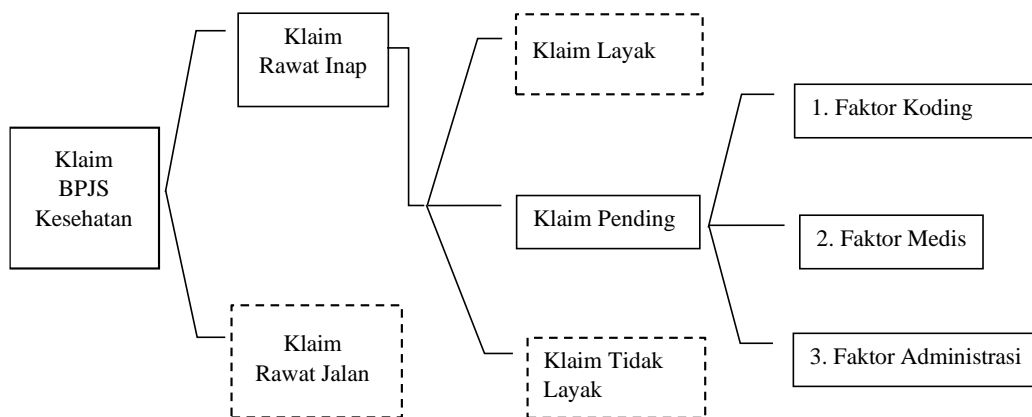 Klaim
BPJS
Kesehatan
Klaim
Rawat Inap
Klaim
Rawat Jalan
Klaim Layak
Klaim Pending
Klaim Tidak
Layak
1. Faktor Koding
2. Faktor Medis
3. Faktor Administrasi